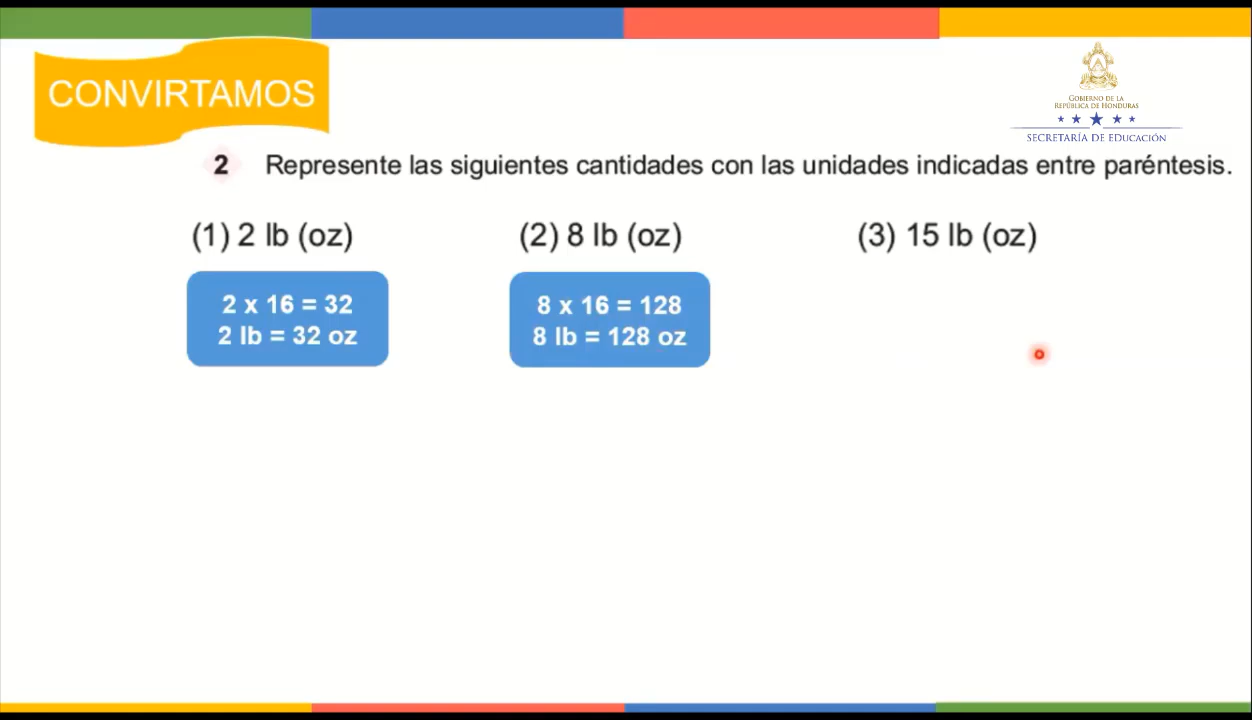 CONVIRTAMOS
GOBIERNO DE LA
REPÚBLICA DE HONDURAS
SECRETARÍA DE EDUCACIÓN
2 Represente las siguientes cantidades con las unidades indicadas entre paréntesis.
(1) 2 lb (oz) (2) 8 lb (oz) (3) 15 lb (oz)
2 x 16 = 32
2 lb = 32 oz
8 x 16 = 128
8 lb = 128 oz